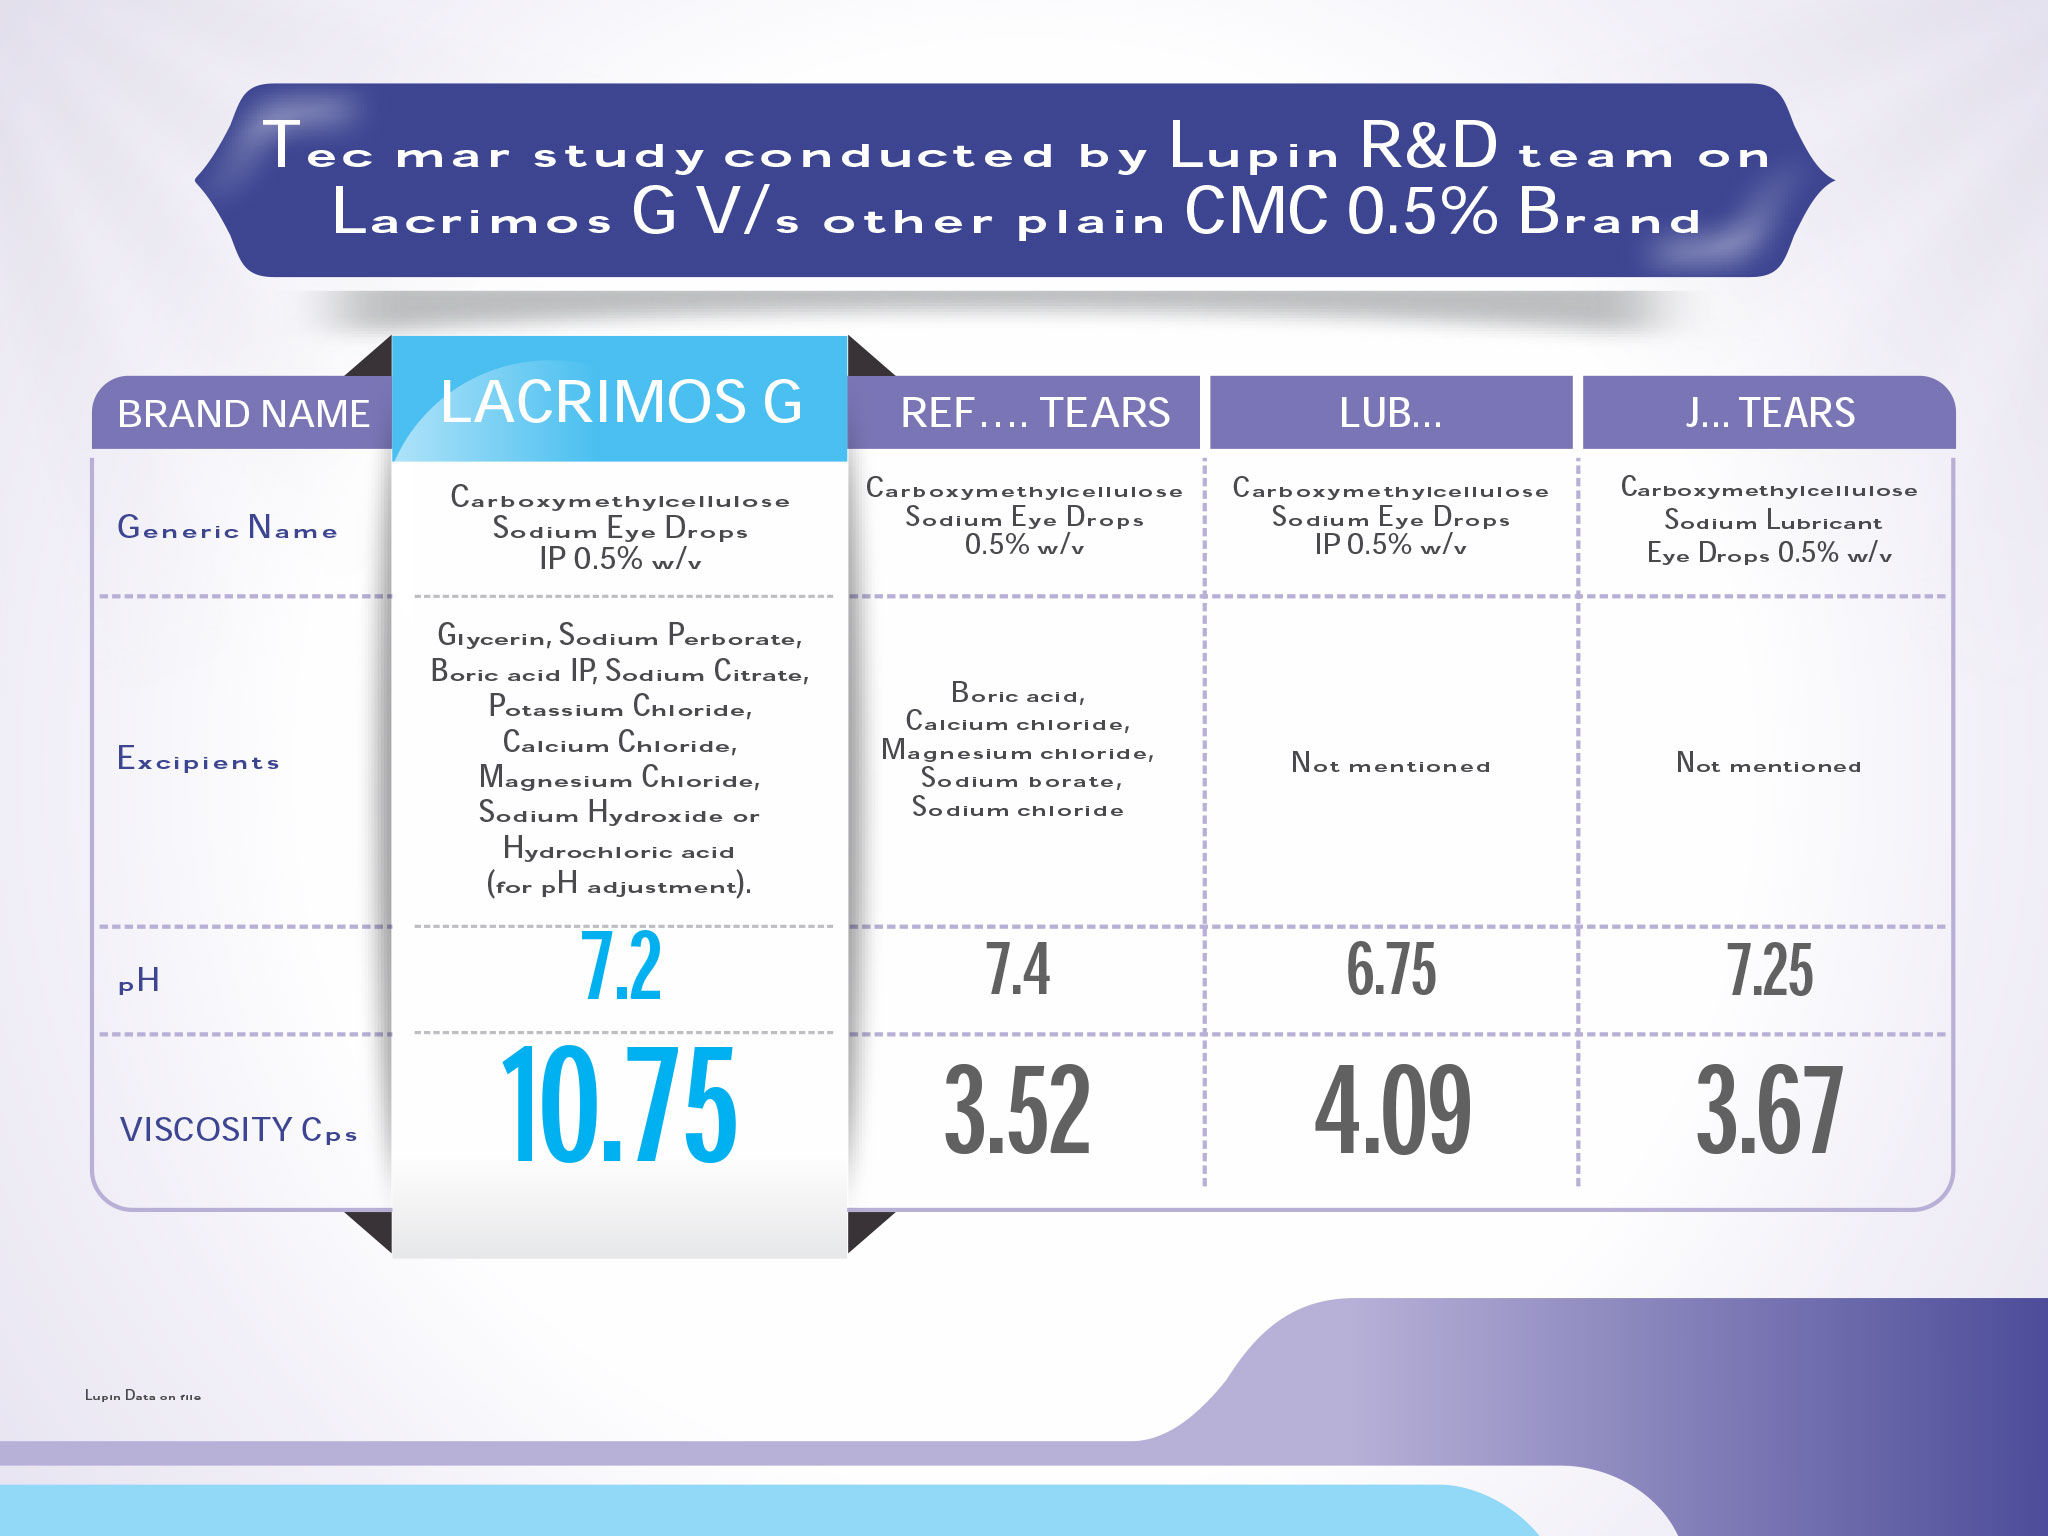 Tec mar study conducted by Lupin R&D team on
Lacrimos G V/s other plain CMC 0.5% Brand
BRAND NAME
LACRIMOS G
REF.... TEARS
LUB...
J... TEARS
Generic Name
Carboxymethylcellulose
Sodium Eye Drops
IP 0.5% w/v
Carboxymethylcellulose
Sodium Eye Drops
0.5% w/v
Carboxymethylcellulose
Sodium Eye Drops
IP 0.5% w/v
Carboxymethylcellulose
Sodium Lubricant
Eye Drops 0.5% w/v
Excipients
Glycerin, Sodium Perborate,
Boric acid IP, Sodium Citrate,
Potassium Chloride,
Calcium Chloride,
Magnesium Chloride,
Sodium Hydroxide or
Hydrochloric acid
(for pH adjustment).
Boric acid,
Calcium chloride,
Magnesium chloride,
Sodium borate,
Sodium chloride
Not mentioned
Not mentioned
pH
7.2
7.4
6.75
7.25
VISCOSITY Cps
10.75
3.52
4.09
3.67
Lupin Data on file